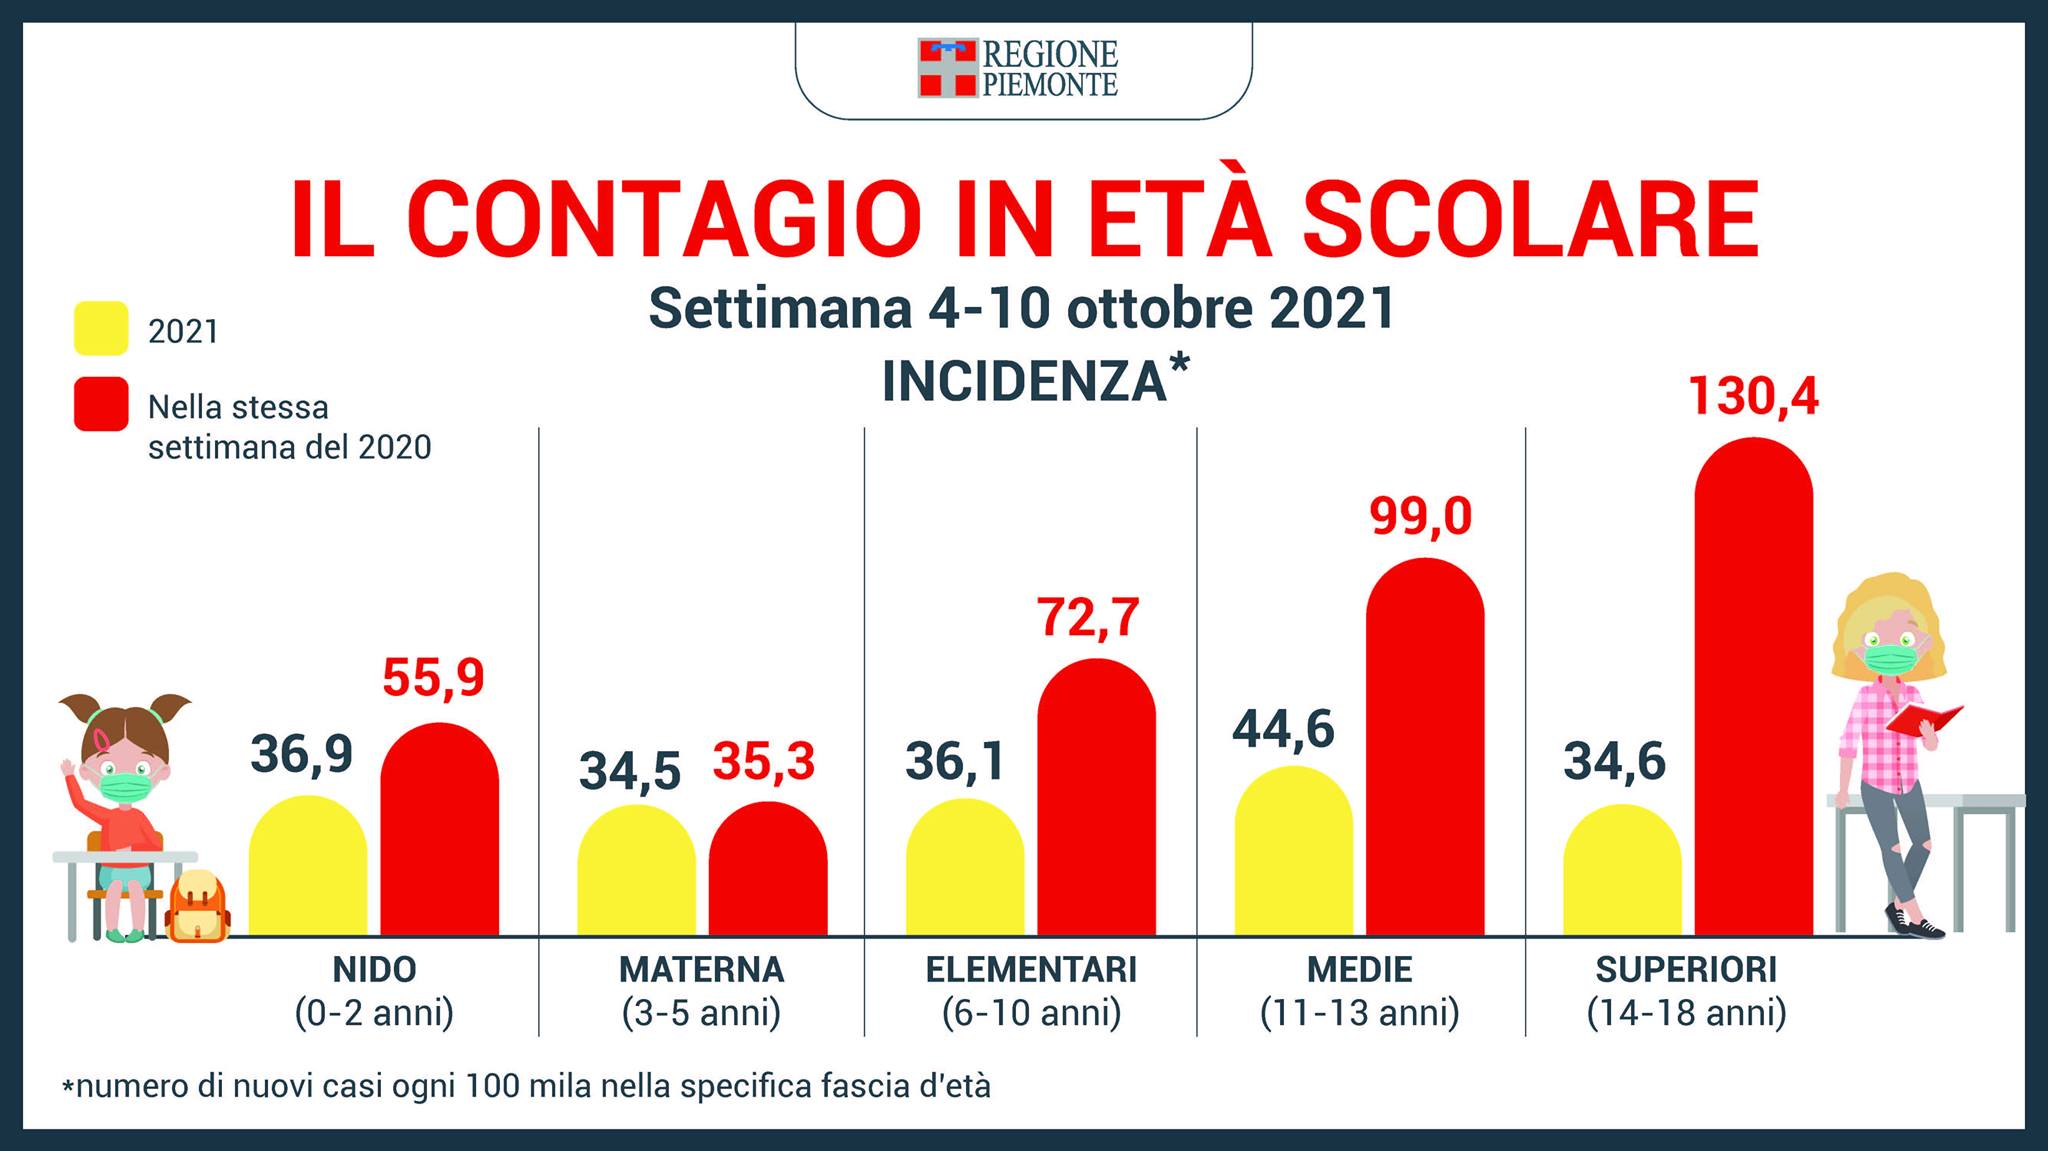 REGIONE
PIEMONTE
IL CONTAGIO IN ETÀ SCOLARE
Settimana 4-10 ottobre 2021
INCIDENZA*
2021
Nella stessa
settimana del 2020
36,9
55,9
34,5
35,3
36,1
72,7
44,6
99,0
34,6
130,4
NIDO
(0-2 anni)
MATERNA
(3-5 anni)
ELEMENTARI
(6-10 anni)
MEDIE
(11-13 anni)
SUPERIORI
(14-18 anni)
*numero di nuovi casi ogni 100 mila nella specifica fascia d'età